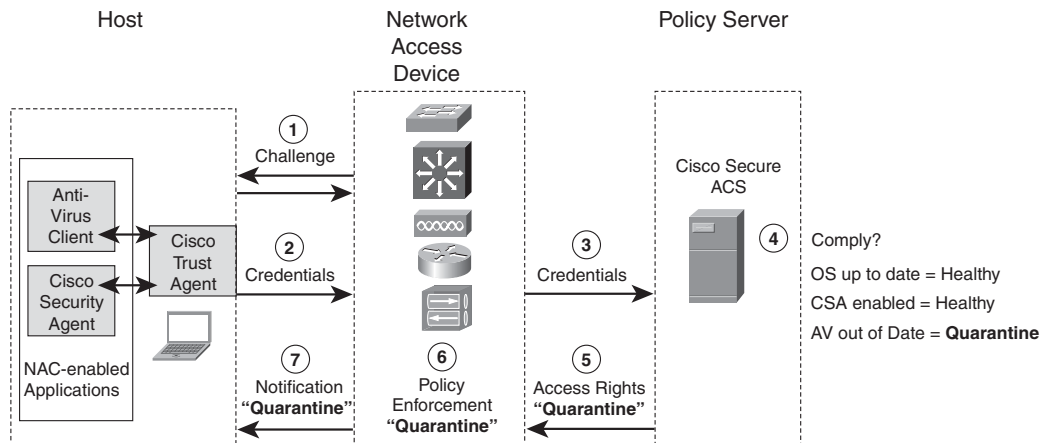 Host
Network
Access
Device
Policy Server
1
Challenge
Anti-
Virus
Client
Cisco
Trust
Agent
Cisco
Security
Agent
NAC-enabled
Applications
2
Credentials
3
Credentials
Cisco Secure
ACS
4
Comply?
OS up to date = Healthy
CSA enabled = Healthy
AV out of Date = Quarantine
7
Notification
“Quarantine”
6
Policy
Enforcement
“Quarantine”
5
Access Rights
“Quarantine”